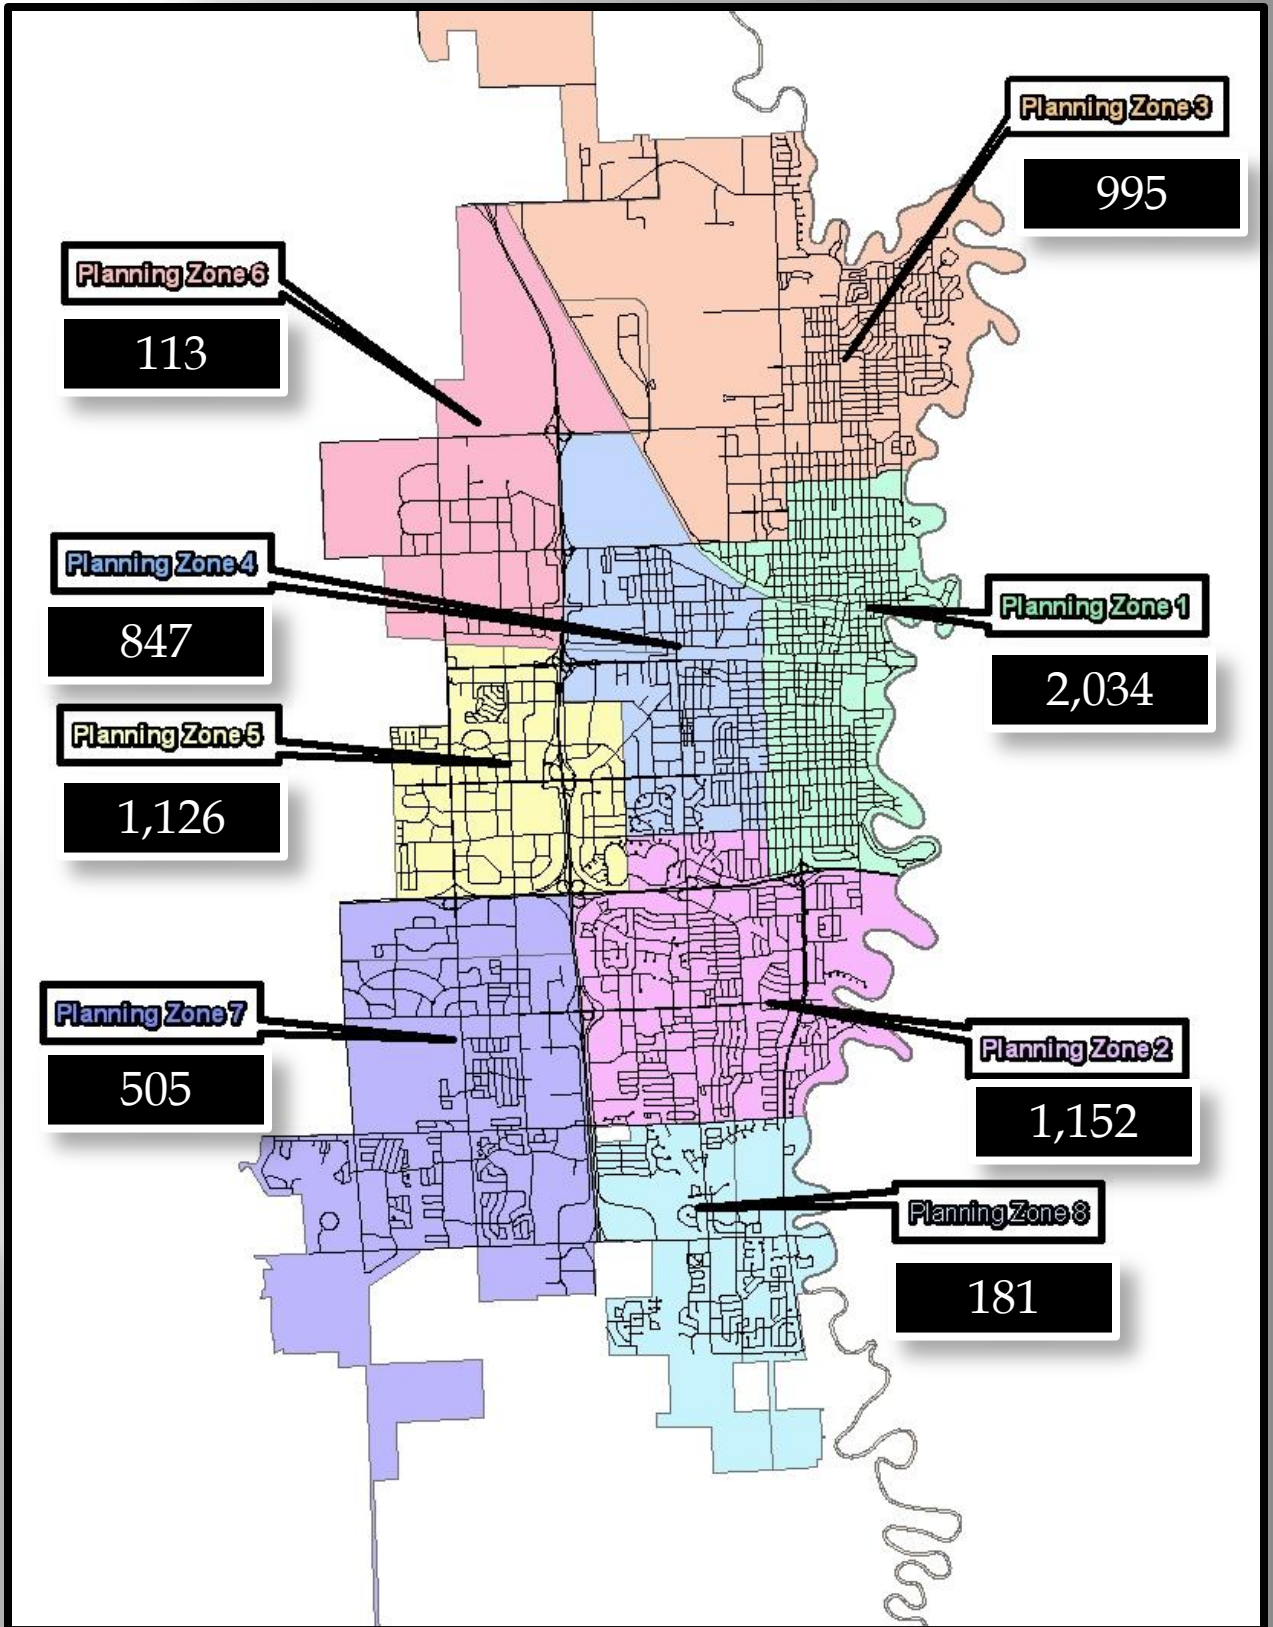 Planning Zone 3
995
Planning Zone 6
113
Planning Zone 4
847
Planning Zone 1
2,034
Planning Zone 5
1,126
Planning Zone 7
505
Planning Zone 2
1,152
Planning Zone 8
181